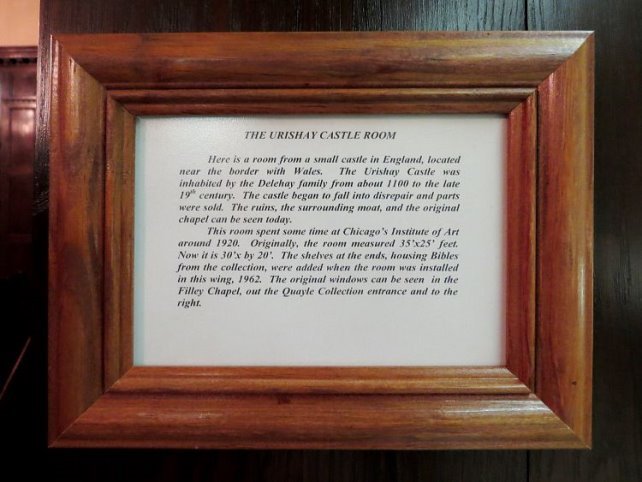 THE URISHAY CASTLE ROOM
Here is a room from a small castle in England, located
near the border with Wales. The Urishay Castle was
inhabited by the Delehay family from about 1100 to the late
19th century. The castle began to fall into disrepair and parts
were sold. The ruins, the surrounding moat, and the original
chapel can be seen today.
This room spent some time at Chicago's Institute of Art
around 1920. Originally, the room measured 35'x25' feet.
Now it is 30'x by 20'. The shelves at the ends, housing Bibles
from the collection, were added when the room was installed
in this wing, 1962. The original windows can be seen in the
Filley Chapel, out the Quayle Collection entrance and to the
right.